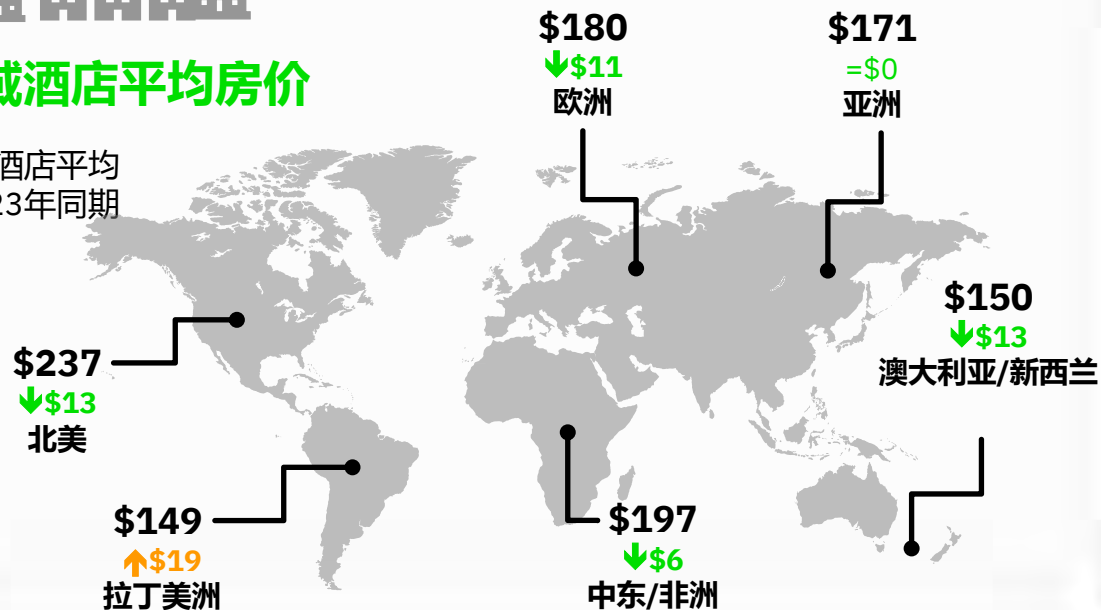 域酒店平均房价
酒店平均
23年同期
$180
↓$11
欧洲
$171
=$0
亚洲
$150
↓$13
澳大利亚/新西兰
$237
↓$13
北美
$149
↑$19
拉丁美洲
$197
↓$6
中东/非洲